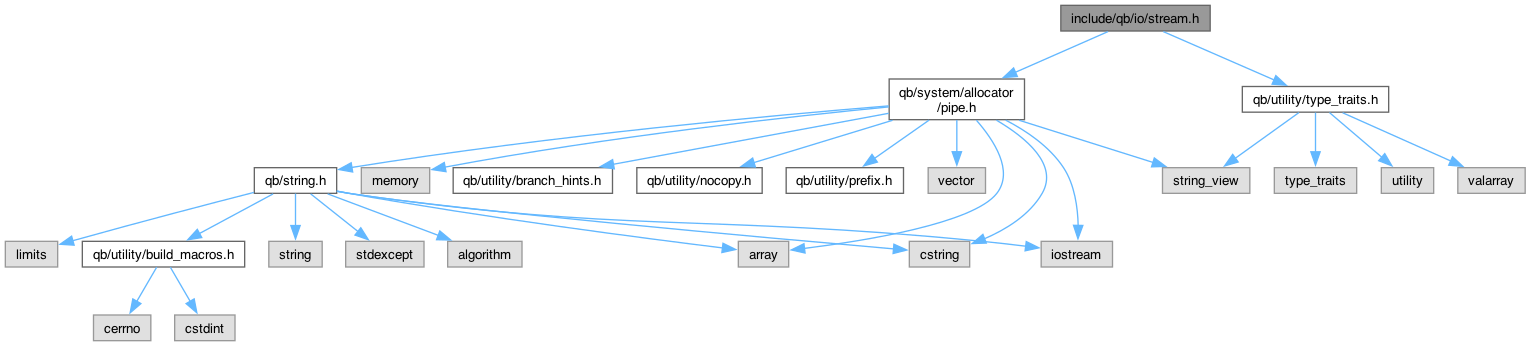 include/qb/io/stream.h
qb/system/allocator
/pipe.h
qb/utility/type_traits.h
qb/string.h
memory
qb/utility/branch_hints.h
qb/utility/nocopy.h
qb/utility/prefix.h
vector
string_view
type_traits
utility
valarray
limits
qb/utility/build_macros.h
string
stdexcept
algorithm
array
cstring
iostream
cerrno
cstdint